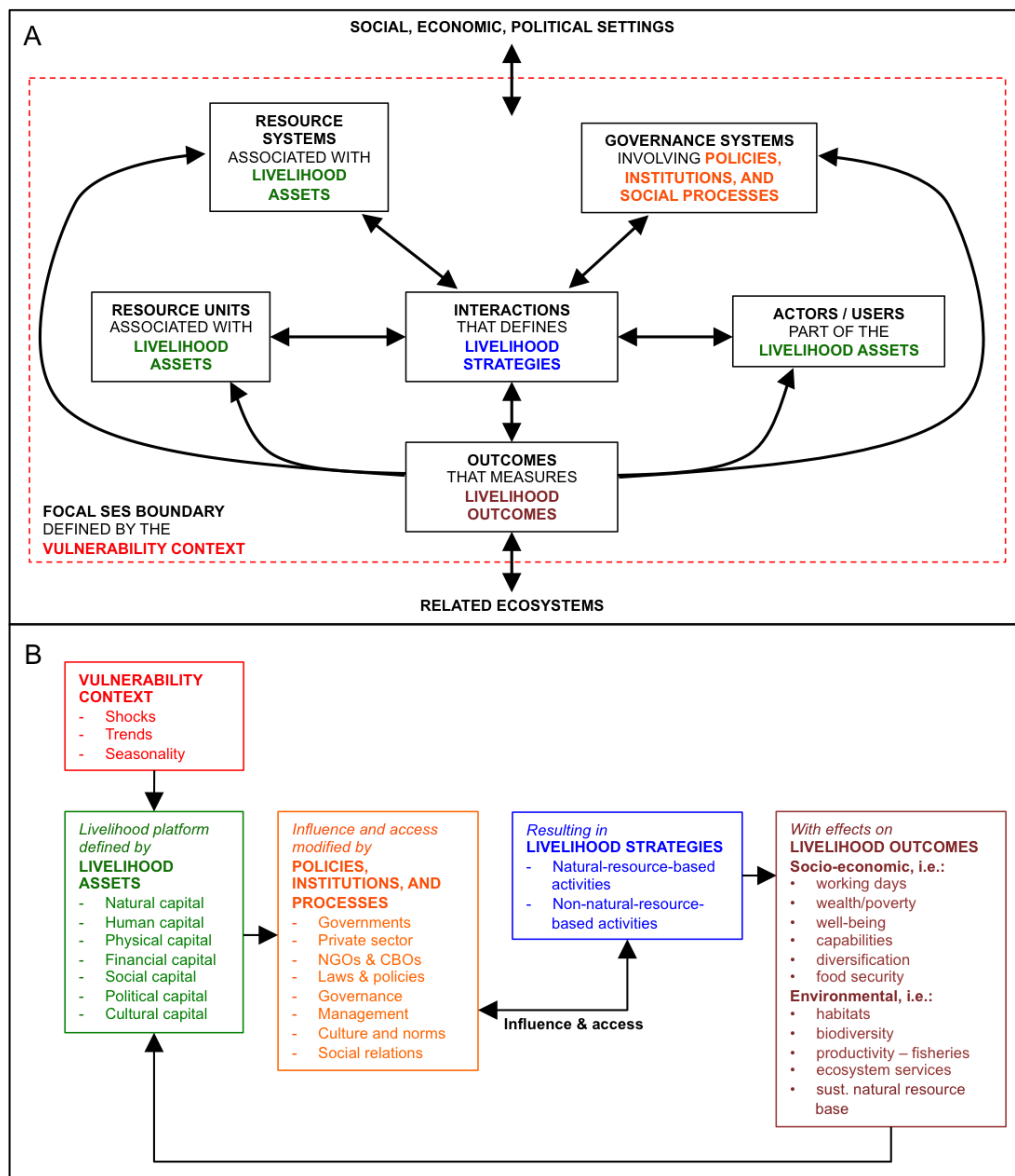 A
SOCIAL, ECONOMIC, POLITICAL SETTINGS
RESOURCE
SYSTEMS
ASSOCIATED WITH
LIVELIHOOD
ASSETS
GOVERNANCE SYSTEMS
INVOLVING POLICIES,
INSTITUTIONS, AND
SOCIAL PROCESSES
RESOURCE UNITS
ASSOCIATED WITH
LIVELIHOOD
ASSETS
INTERACTIONS
THAT DEFINES
LIVELIHOOD
STRATEGIES
ACTORS / USERS
PART OF THE
LIVELIHOOD ASSETS
OUTCOMES
THAT MEASURES
LIVELIHOOD
OUTCOMES
FOCAL SES BOUNDARY
DEFINED BY THE
VULNERABILITY CONTEXT
RELATED ECOSYSTEMS
B
VULNERABILITY
CONTEXT
- Shocks
- Trends
- Seasonality
Livelihood platform
defined by
LIVELIHOOD
ASSETS
- Natural capital
- Human capital
- Physical capital
- Financial capital
- Social capital
- Political capital
- Cultural capital
Influence and access
modified by
POLICIES,
INSTITUTIONS, AND
PROCESSES
- Governments
- Private sector
- NGOs & CBOs
- Laws & policies
- Governance
- Management
- Culture and norms
- Social relations
Resulting in
LIVELIHOOD STRATEGIES
- Natural-resource-based
activities
- Non-natural-resource-
based activities
Influence & access
With effects on
LIVELIHOOD OUTCOMES
Socio-economic, i.e.:
• working days
• wealth/poverty
• well-being
• capabilities
• diversification
• food security
Environmental, i.e.:
• habitats
• biodiversity
• productivity – fisheries
• ecosystem services
• sust. natural resource
base